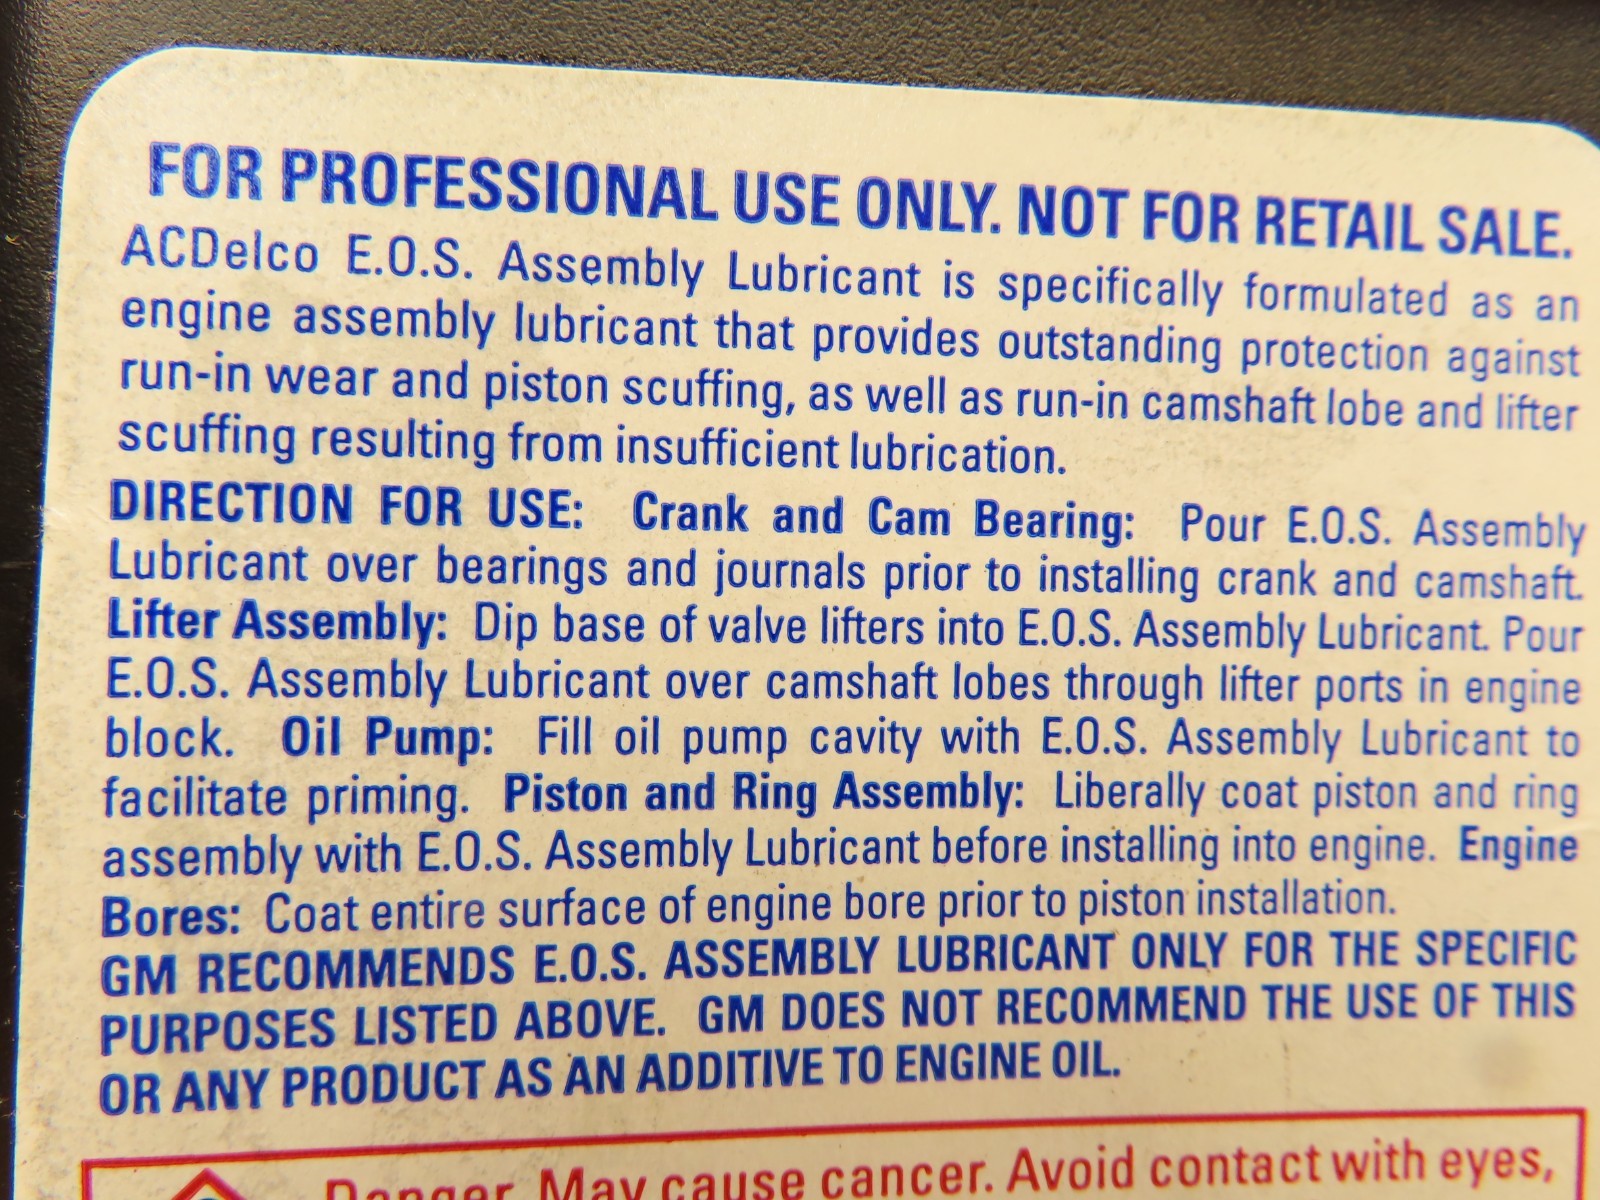 FOR PROFESSIONAL USE ONLY. NOT FOR RETAIL SALE.
ACDelco E.O.S. Assembly Lubricant is specifically formulated as an
engine assembly lubricant that provides outstanding protection against
run-in wear and piston scuffing, as well as run-in camshaft lobe and lifter
scuffing resulting from insufficient lubrication.
DIRECTION FOR USE: Crank and Cam Bearing: Pour E.O.S. Assembly
Lubricant over bearings and journals prior to installing crank and camshaft.
Lifter Assembly: Dip base of valve lifters into E.O.S. Assembly Lubricant. Pour
E.O.S. Assembly Lubricant over camshaft lobes through lifter ports in engine
block. Oil Pump: Fill oil pump cavity with E.O.S. Assembly Lubricant to
facilitate priming. Piston and Ring Assembly: Liberally coat piston and ring
assembly with E.O.S. Assembly Lubricant before installing into engine. Engine
Bores: Coat entire surface of engine bore prior to piston installation.
GM RECOMMENDS E.O.S. ASSEMBLY LUBRICANT ONLY FOR THE SPECIFIC
PURPOSES LISTED ABOVE. GM DOES NOT RECOMMEND THE USE OF THIS
OR ANY PRODUCT AS AN ADDITIVE TO ENGINE OIL.
Danger. May cause cancer. Avoid contact with eyes,